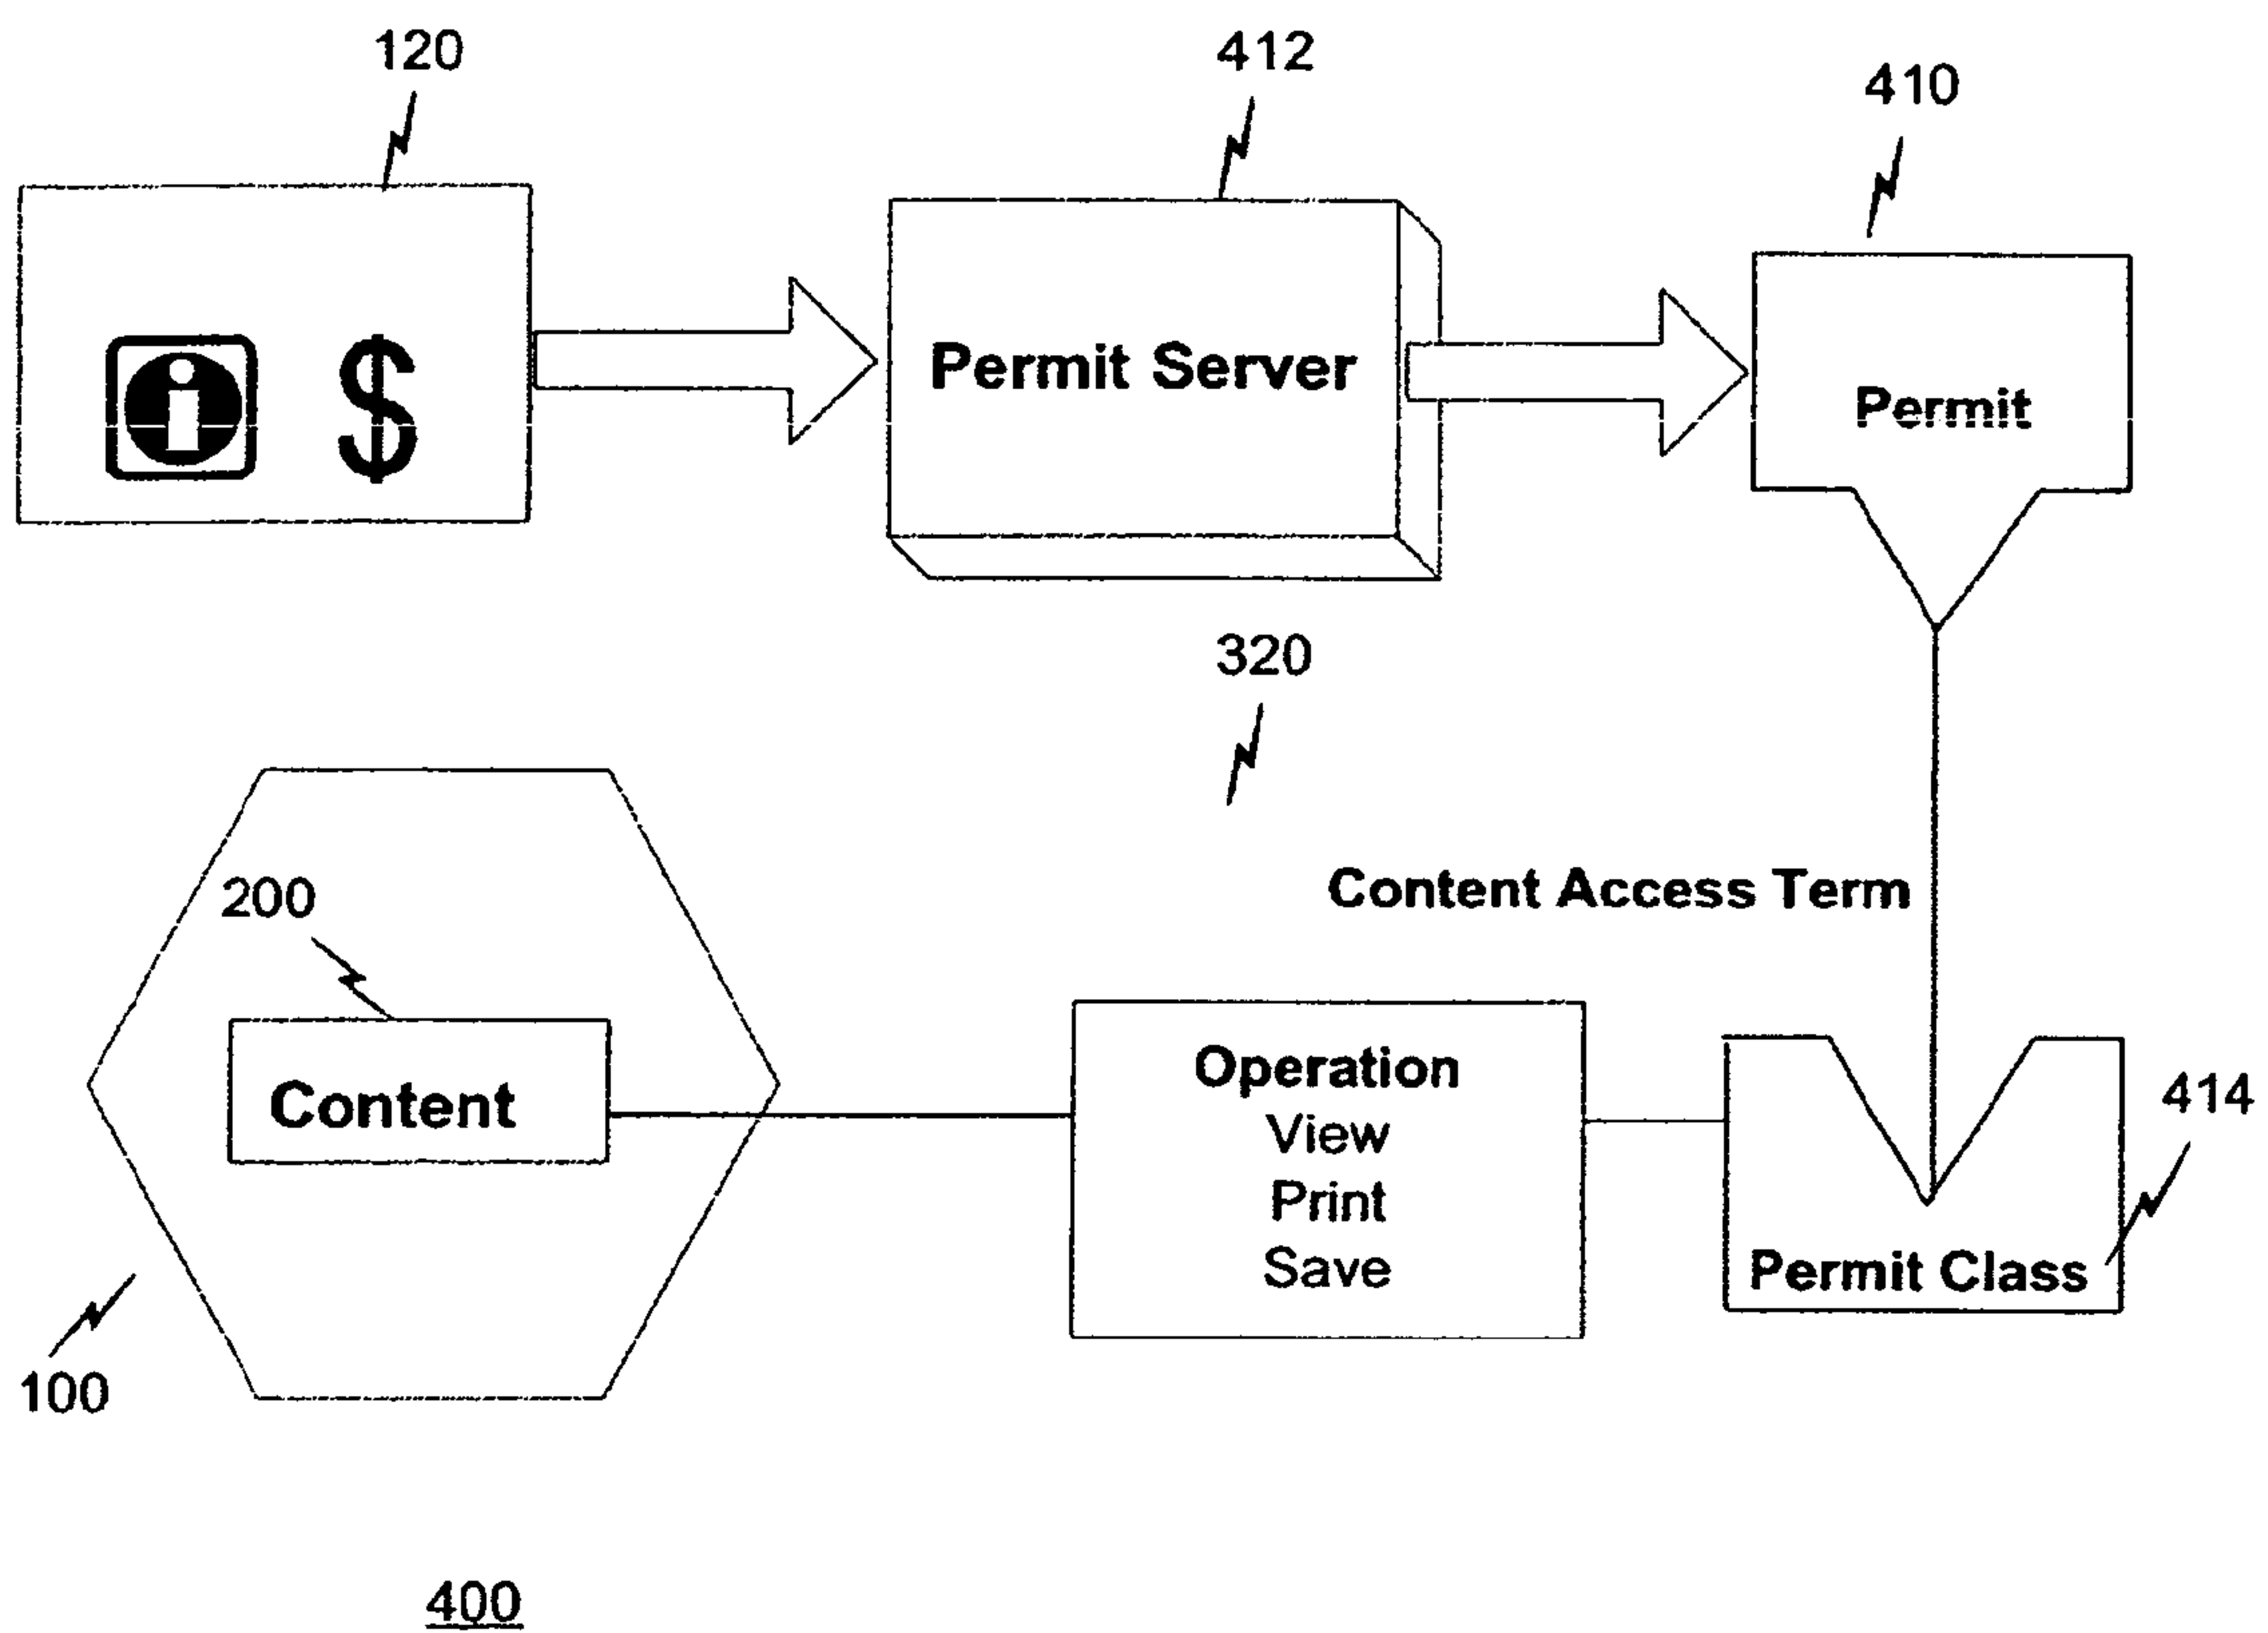 120
412
410
i $
Permit Server
Permit
320
Content Access Term
200
Content
Operation
View
Print
Save
414
Permit Class
100
400